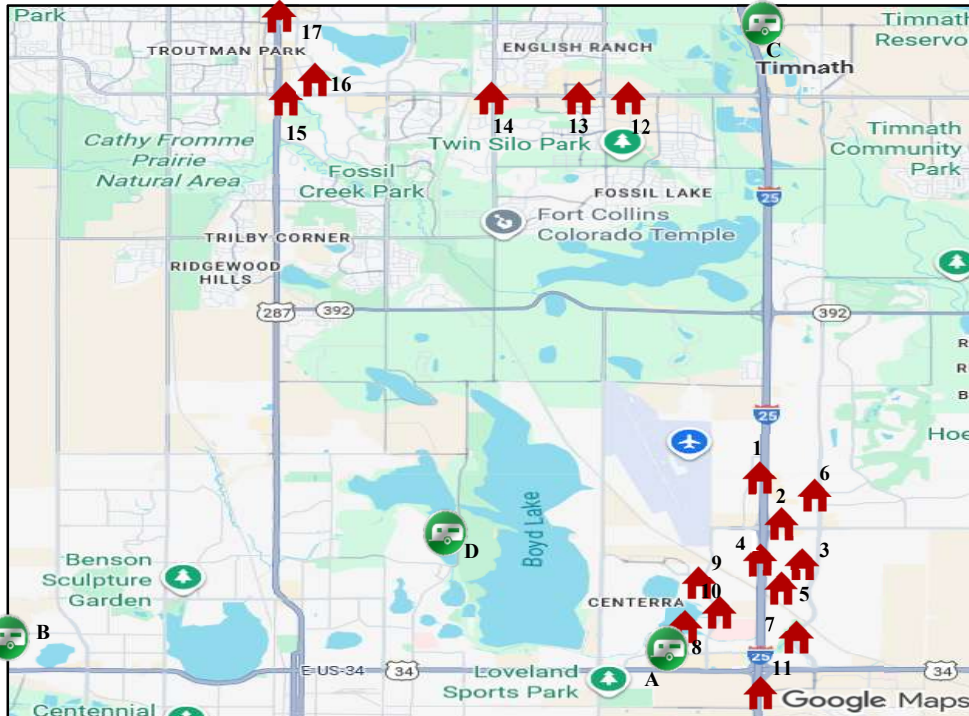 Park
17
TROUTMAN PARK
ENGLISH RANCH
C
Timnath
Reservo
Timnath
16
15
14
13
12
Cathy Fromme
Prairie
Natural Area
Twin Silo Park
Timnath
Community
Park
Fossil
Creek Park
FOSSIL LAKE
25
Fort Collins
Colorado Temple
TRILBY CORNER
RIDGEWOOD
HILLS
287
392
392
R
R
B
25
Hoe
1
6
2
Boyd Lake
D
4
3
9
5
10
Benson
Sculpture
Garden
CENTERRA
B
7
8
25
A
11
E US-34
34
34
Loveland
Sports Park
Google Maps
Centennial